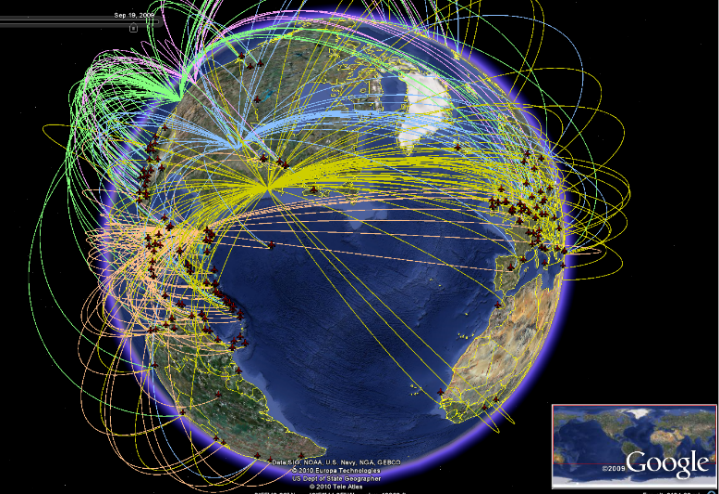 Sep 19, 2009
Data SIO, NOAA, U.S. Navy, NGA, GEBCO
© 2010 Europa Technologies
US Dept of State Geographer
© 2010 Tele Atlas
©2009 Google